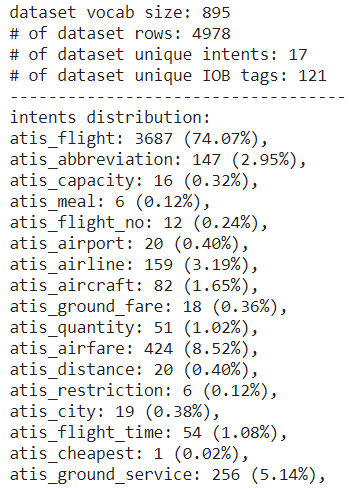 dataset vocab size: 895
# of dataset rows: 4978
# of dataset unique intents: 17
# of dataset unique IOB tags: 121
-----------------------------------
intents distribution:
atis_flight: 3687 (74.07%),
atis_abbreviation: 147 (2.95%),
atis_capacity: 16 (0.32%),
atis_meal: 6 (0.12%),
atis_flight_no: 12 (0.24%),
atis_airport: 20 (0.40%),
atis_airline: 159 (3.19%),
atis_aircraft: 82 (1.65%),
atis_ground_fare: 18 (0.36%),
atis_quantity: 51 (1.02%),
atis_airfare: 424 (8.52%),
atis_distance: 20 (0.40%),
atis_restriction: 6 (0.12%),
atis_city: 19 (0.38%),
atis_flight_time: 54 (1.08%),
atis_cheapest: 1 (0.02%),
atis_ground_service: 256 (5.14%),